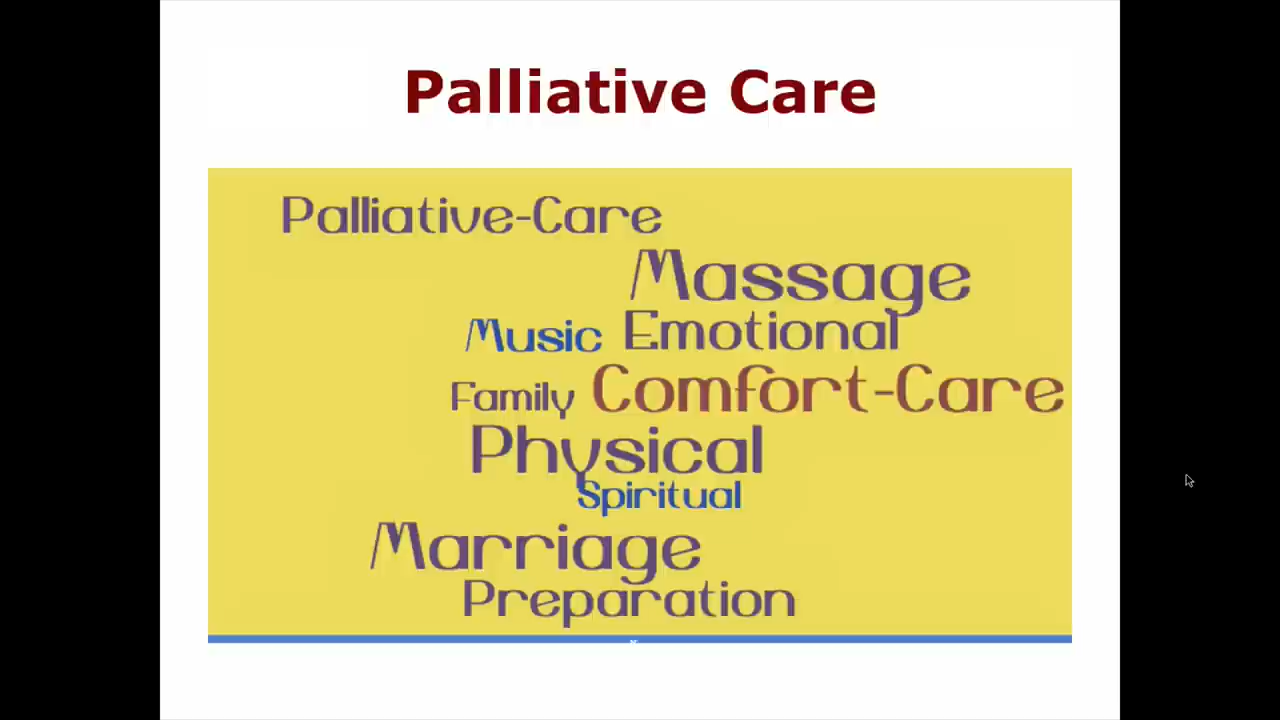 Palliative Care
Palliative-Care
Massage
Music Emotional
Family Comfort-Care
Physical
Spiritual
Marriage
Preparation